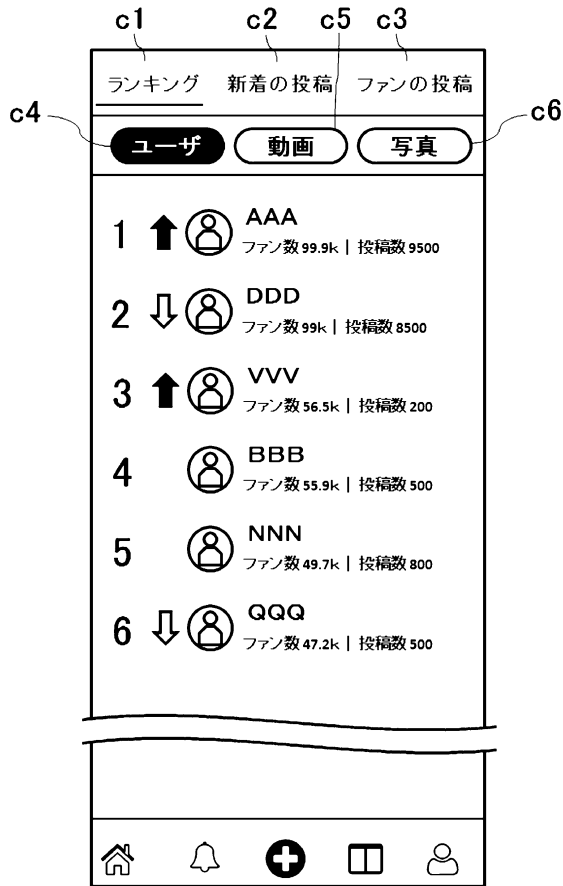 c1 c2 c5 c3
ランキング 新着の投稿 ファンの投稿
c4 c6
ユーザ 動画 写真
1 AAA
ファン数 99.9k | 投稿数 9500
2 DDD
ファン数 99k | 投稿数 8500
3 VVV
ファン数 56.5k | 投稿数 200
4 BBB
ファン数 55.9k | 投稿数 500
5 NNN
ファン数 49.7k | 投稿数 800
6 QQQ
ファン数 47.2k | 投稿数 500